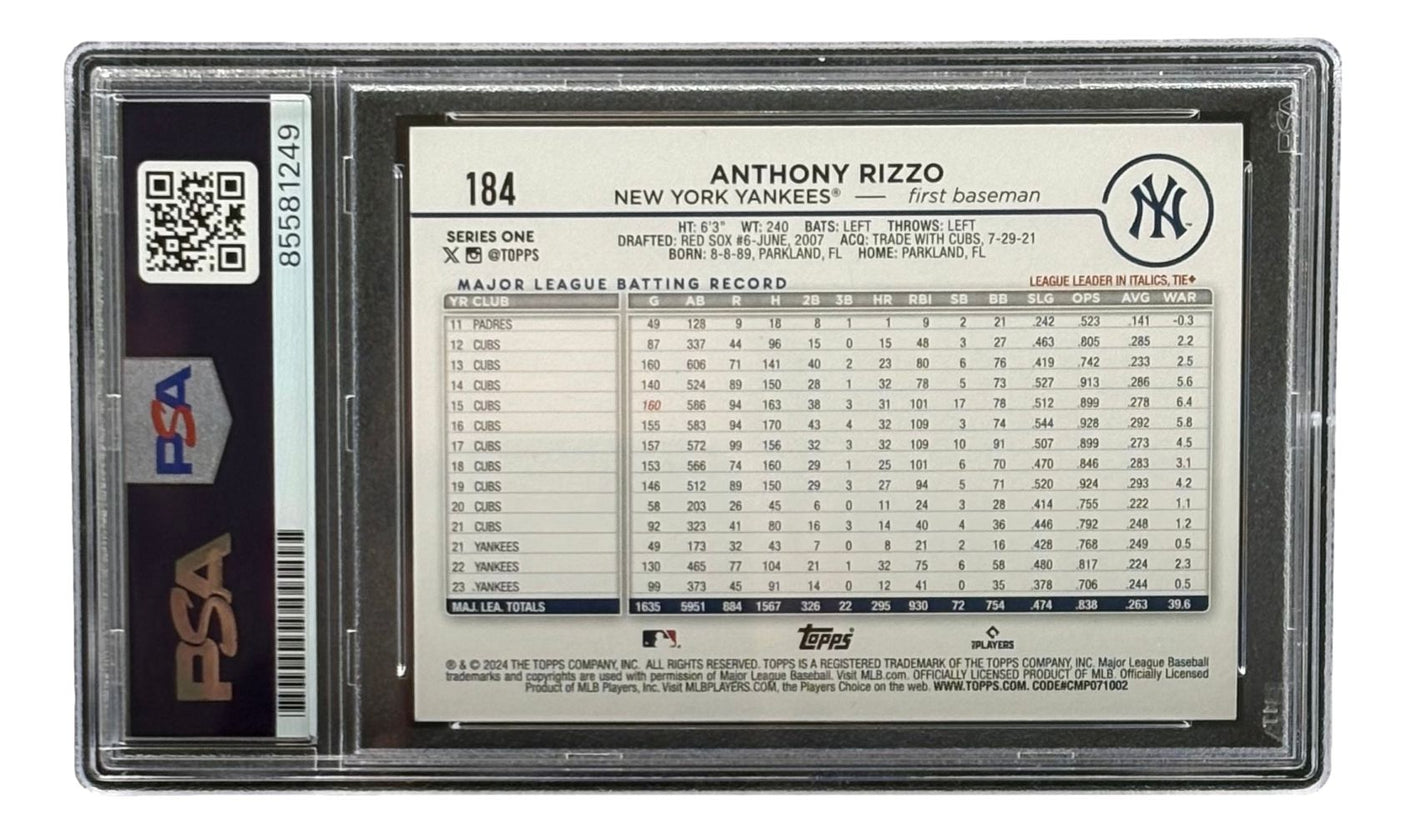 85581249
PSA
PSA
184
ANTHONY RIZZO
NEW YORK YANKEES® — first baseman
NY
SERIES ONE
X @TOPPS
HT: 6'3" WT: 240 BATS: LEFT THROWS: LEFT
DRAFTED: RED SOX #6-JUNE, 2007 ACQ: TRADE WITH CUBS, 7-29-21
BORN: 8-8-89, PARKLAND, FL HOME: PARKLAND, FL
MAJOR LEAGUE BATTING RECORD LEAGUE LEADER IN ITALICS, TIE♦
YR CLUB G AB R H 2B 3B HR RBI SB BB SLG OPS AVG WAR
11 PADRES 49 128 9 18 8 1 1 9 2 21 .242 .523 .141 -0.3
12 CUBS 87 337 44 96 15 0 15 48 3 27 .463 .805 .285 2.2
13 CUBS 160 606 71 141 40 2 23 80 6 76 .419 .742 .233 2.5
14 CUBS 140 524 89 150 28 1 32 78 5 73 .527 .913 .286 5.6
15 CUBS 160 586 94 163 38 3 31 101 17 78 .512 .899 .278 6.4
16 CUBS 155 583 94 170 43 4 32 109 3 74 .544 .928 .292 5.8
17 CUBS 157 572 99 156 32 3 32 109 10 91 .507 .899 .273 4.5
18 CUBS 153 566 74 160 29 1 25 101 6 70 .470 .846 .283 3.1
19 CUBS 146 512 89 150 29 3 27 94 5 71 .520 .924 .293 4.2
20 CUBS 58 203 26 45 6 0 11 24 3 28 .414 .755 .222 1.1
21 CUBS 92 323 41 80 16 3 14 40 4 36 .446 .792 .248 1.2
21 YANKEES 49 173 32 43 7 0 8 21 2 16 .428 .768 .249 0.5
22 YANKEES 130 465 77 104 21 1 32 75 6 58 .480 .817 .224 2.3
23 YANKEES 99 373 45 91 14 0 12 41 0 35 .378 .706 .244 0.5
MAJ. LEA. TOTALS 1635 5951 884 1567 326 22 295 930 72 754 .474 .838 .263 39.6
Topps
PLAYERS
® & © 2024 THE TOPPS COMPANY, INC. ALL RIGHTS RESERVED. TOPPS IS A REGISTERED TRADEMARK OF THE TOPPS COMPANY, INC. Major League Baseball
trademarks and copyrights are used with permission of Major League Baseball. Visit MLB.com. OFFICIALLY LICENSED PRODUCT OF MLB. Officially Licensed
Product of MLB Players, Inc. Visit MLBPLAYERS.COM, the Players Choice on the web. WWW.TOPPS.COM. CODE#CMP071002
PSA